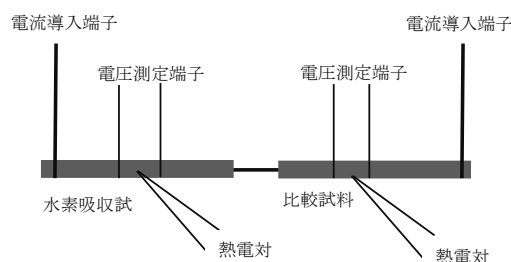 電流導入端子
電流導入端子
電圧測定端子
電圧測定端子
水素吸収試
比較試料
熱電対
熱電対